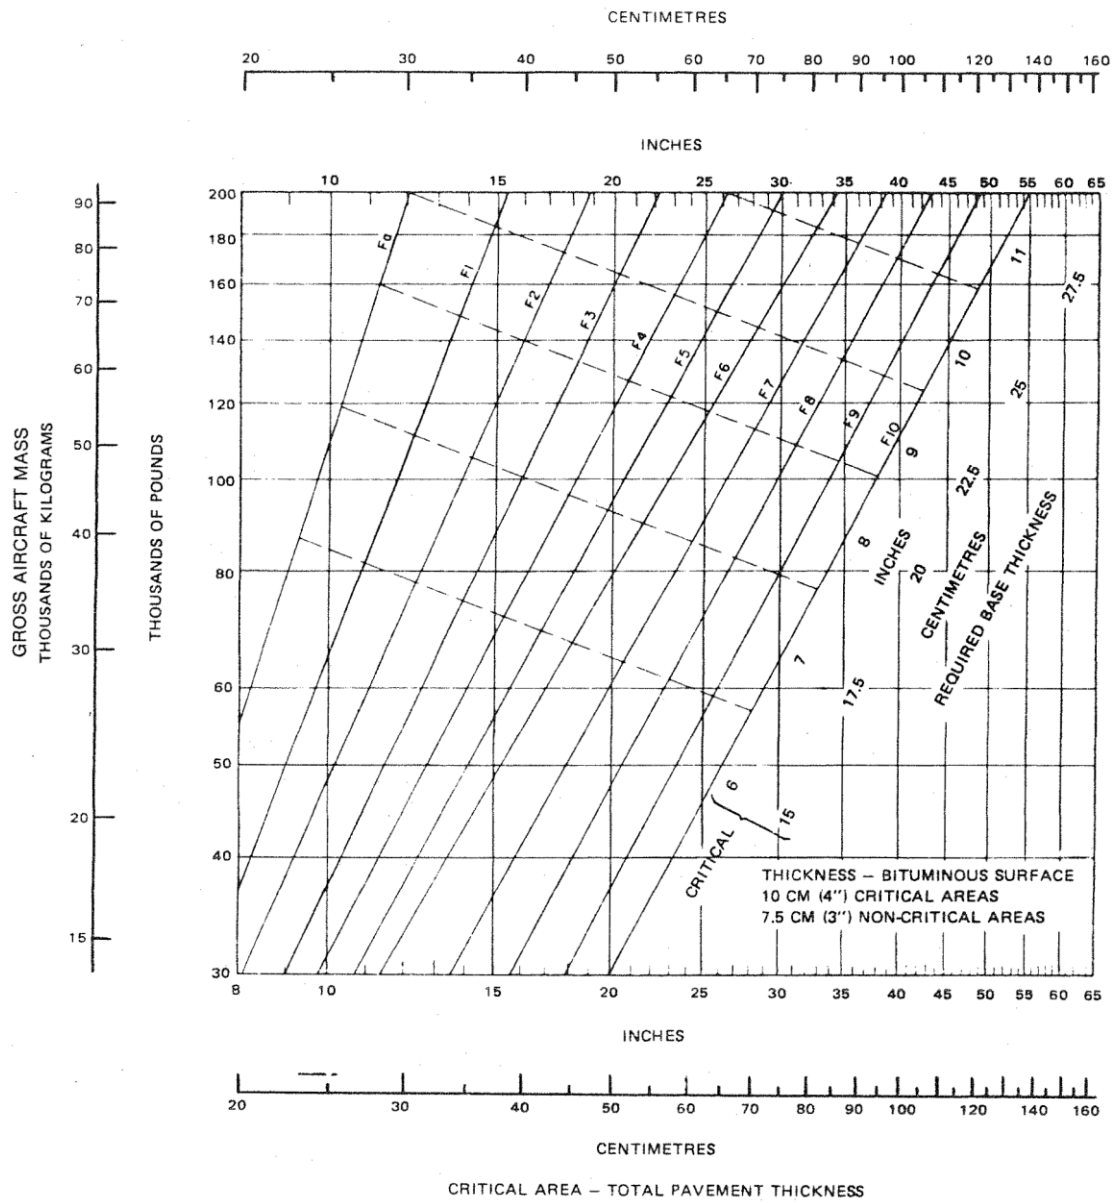 CENTIMETRES
20 30 40 50 60 70 80 90 100 120 140 160
INCHES
10 15 20 25 30 35 40 45 50 55 60 65
GROSS AIRCRAFT MASS
THOUSANDS OF KILOGRAMS
90
80
70
60
50
40
30
20
15
THOUSANDS OF POUNDS
200
180
160
140
120
100
80
60
50
40
30
Fa
F1
F2
F3
F4
F5
F6
F7
F8
F9
F10
11
27.5
10
25
9
22.5
8
INCHES
20
CENTIMETRES
REQUIRED BASE THICKNESS
7
17.5
6
15
CRITICAL
THICKNESS – BITUMINOUS SURFACE
10 CM (4'') CRITICAL AREAS
7.5 CM (3'') NON-CRITICAL AREAS
8 10 15 20 25 30 35 40 45 50 55 60 65
INCHES
20 30 40 50 60 70 80 90 100 120 140 160
CENTIMETRES
CRITICAL AREA – TOTAL PAVEMENT THICKNESS